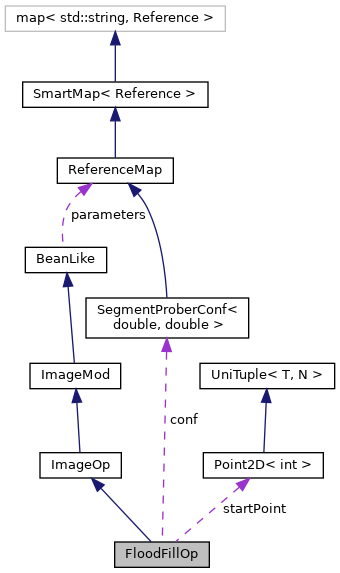 map< std::string, Reference >
SmartMap< Reference >
ReferenceMap
parameters
BeanLike
SegmentProberConf<
double, double >
ImageMod
UniTuple< T, N >
conf
ImageOp
Point2D< int >
startPoint
FloodFillOp